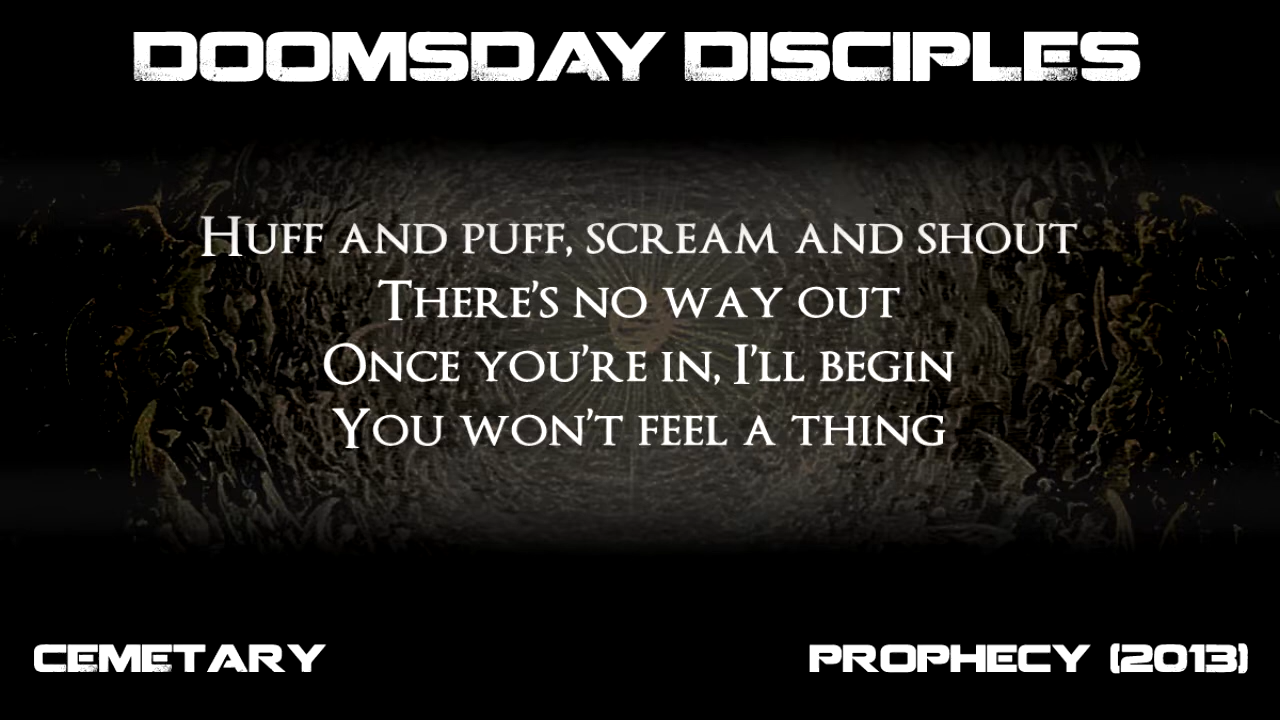 DOOMSDAY DISCIPLES
HUFF AND PUFF, SCREAM AND SHOUT
THERE'S NO WAY OUT
ONCE YOU'RE IN, I'LL BEGIN
YOU WON'T FEEL A THING
CEMETARY
PROPHECY (2013)